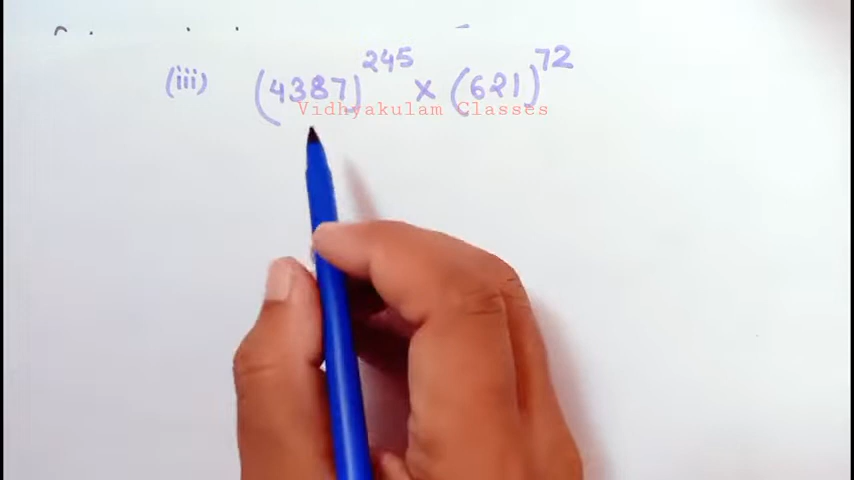 (iii) (4387)^245 x (621)^72
Vidhyakulam Classes